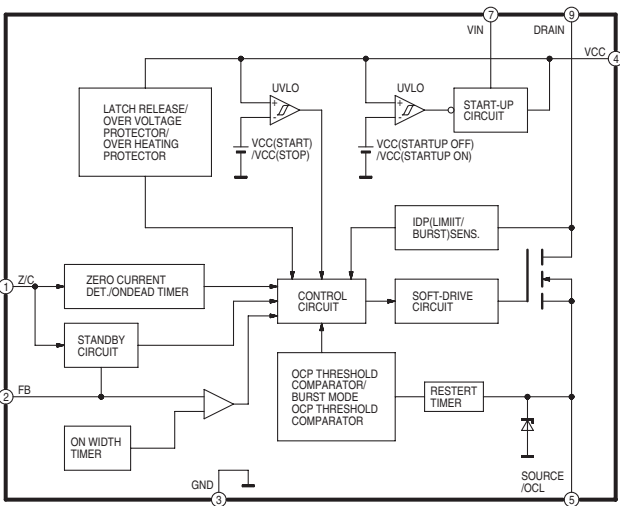 7
9
VIN
DRAIN
VCC
4
UVLO
UVLO
LATCH RELEASE/
OVER VOLTAGE
PROTECTOR/
OVER HEATING
PROTECTOR
+
-
+
-
START-UP
CIRCUIT
VCC(START)
/VCC(STOP)
VCC(STARTUP OFF)
/VCC(STARTUP ON)
IDP(LIMIIT/
BURST)SENS.
1
Z/C
ZERO CURRENT
DET./ONDEAD TIMER
CONTROL
CIRCUIT
SOFT-DRIVE
CIRCUIT
STANDBY
CIRCUIT
2
FB
OCP THRESHOLD
COMPARATOR/
BURST MODE
OCP THRESHOLD
COMPARATOR
RESTERT
TIMER
ON WIDTH
TIMER
GND
3
SOURCE
/OCL
5